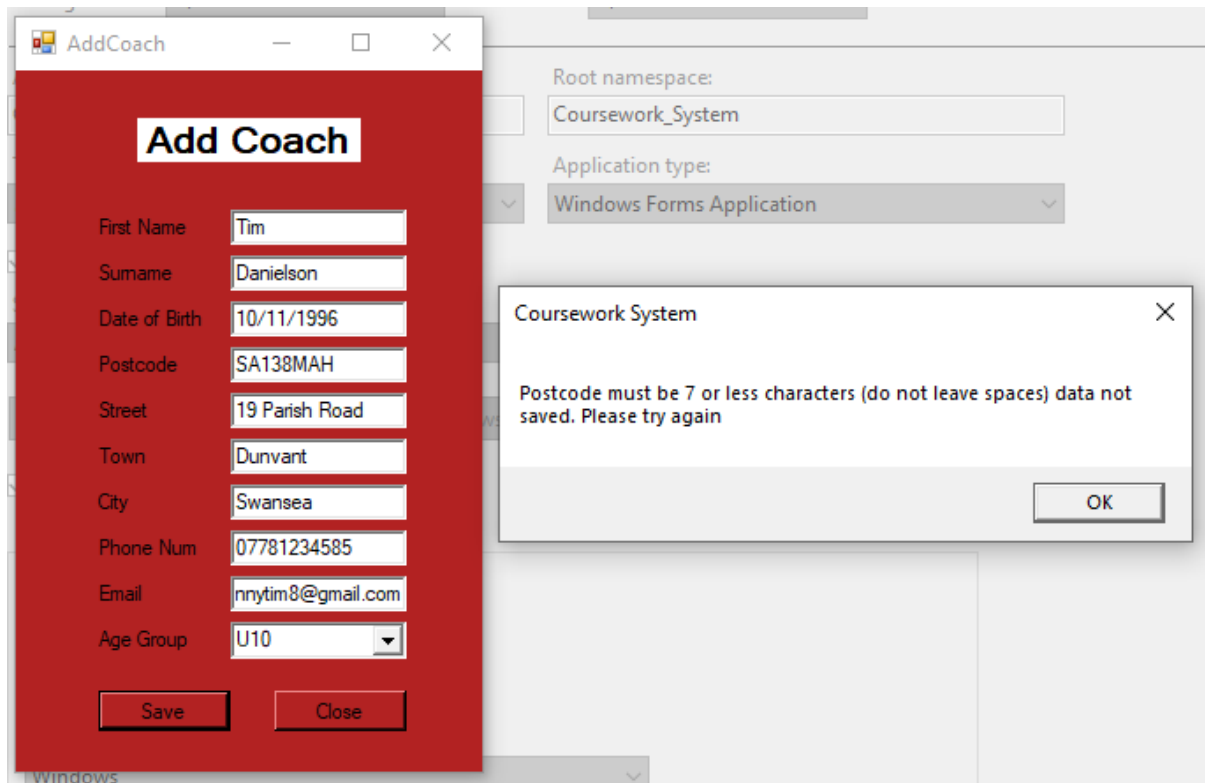 AddCoach
Add Coach
First Name Tim
Surname Danielson
Date of Birth 10/11/1996
Postcode SA138MAH
Street 19 Parish Road
Town Dunvant
City Swansea
Phone Num 07781234585
Email nnytim8@gmail.com
Age Group U10
Save Close
Root namespace:
Coursework_System
Application type:
Windows Forms Application
Coursework System
Postcode must be 7 or less characters (do not leave spaces) data not
saved. Please try again
OK
Windows